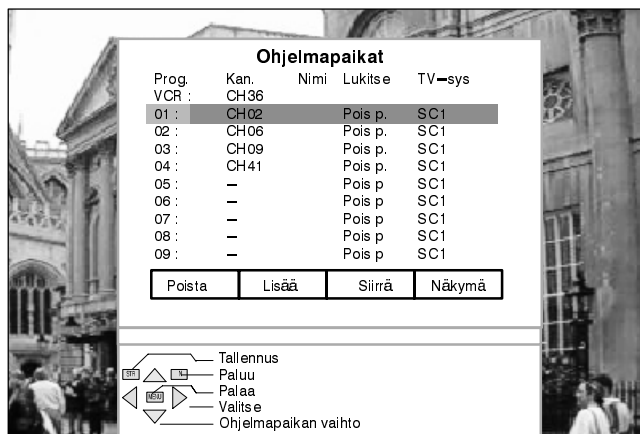 Ohjelmapaikat
Prog. Kan. Nimi Lukitse TV-sys
VCR : CH36
01 : CH02 Pois p. SC1
02 : CH06 Pois p. SC1
03 : CH09 Pois p. SC1
04 : CH41 Pois p. SC1
05 : – Pois p SC1
06 : – Pois p SC1
07 : – Pois p SC1
08 : – Pois p SC1
09 : – Pois p SC1
Poista Lisää Siirrä Näkymä
Tallennus
STR N Paluu
MENU Palaa
Valitse
Ohjelmapaikan vaihto